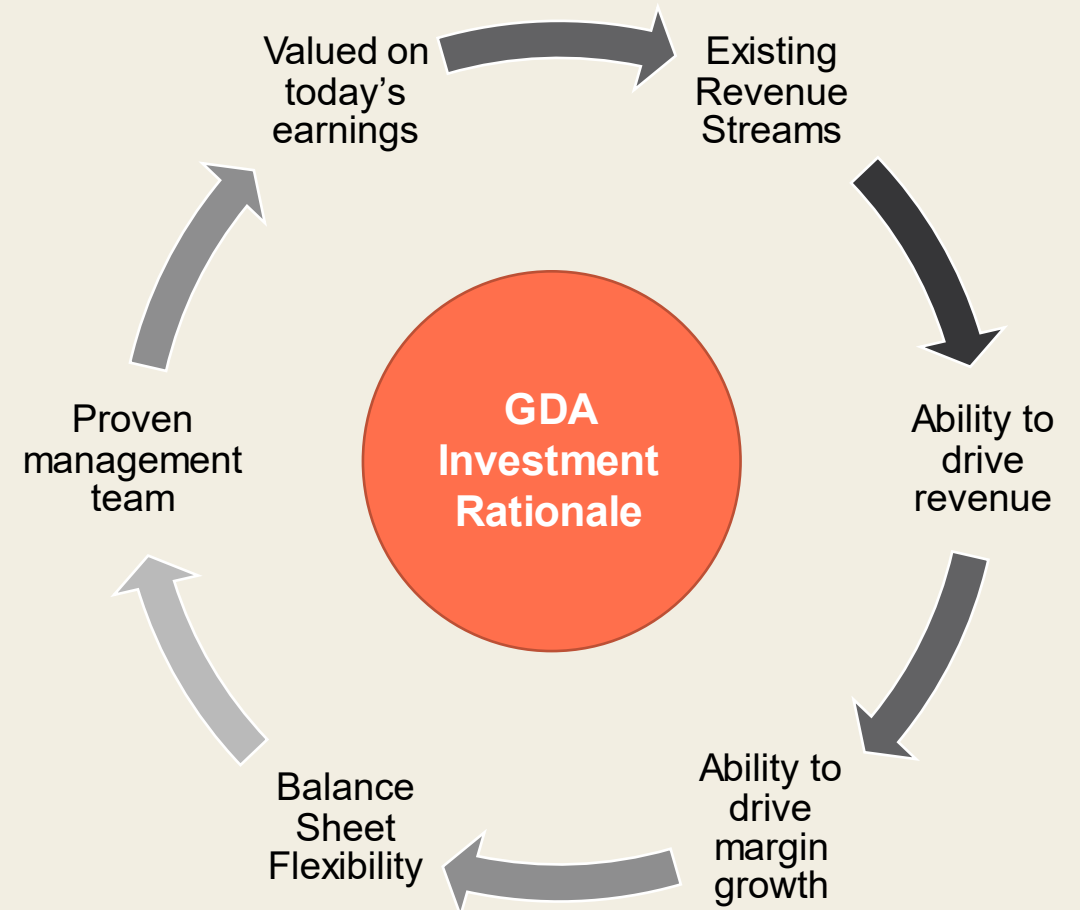 Valued on
today's
earnings
Existing
Revenue
Streams
Ability to
drive
revenue
Ability to
drive
margin
growth
Balance
Sheet
Flexibility
Proven
management
team
GDA
Investment
Rationale